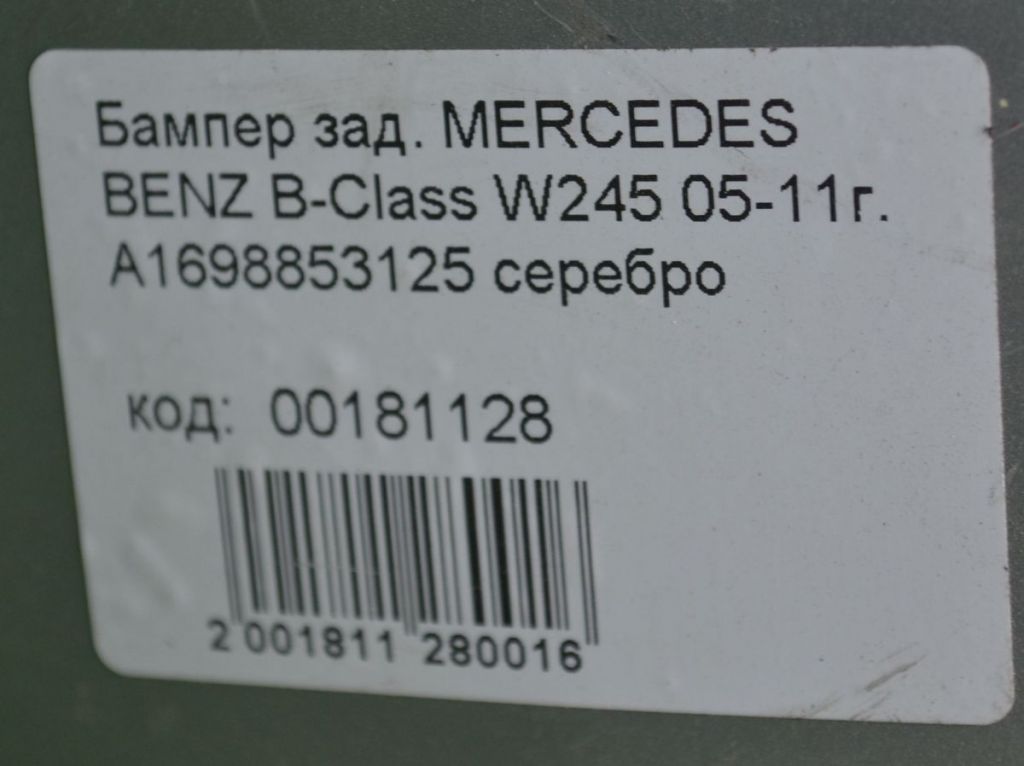 Бампер зад. MERCEDES
BENZ B-Class W245 05-11г.
A1698853125 серебро
код: 00181128
2 001811 280016